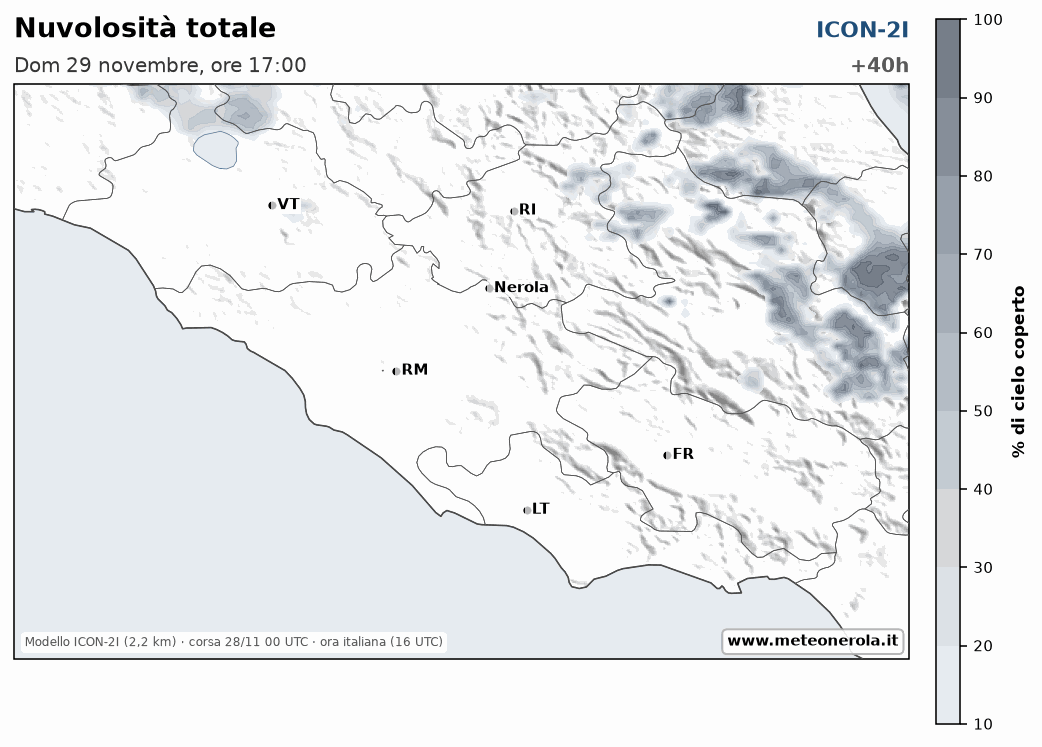 Nuvolosità totale
ICON-2I
Dom 29 novembre, ore 17:00
+40h
VT
RI
Nerola
RM
FR
LT
Modello ICON-2I (2,2 km) · corsa 28/11 00 UTC · ora italiana (16 UTC)
www.meteonerola.it
100
90
80
70
60
50
40
30
20
10
% di cielo coperto